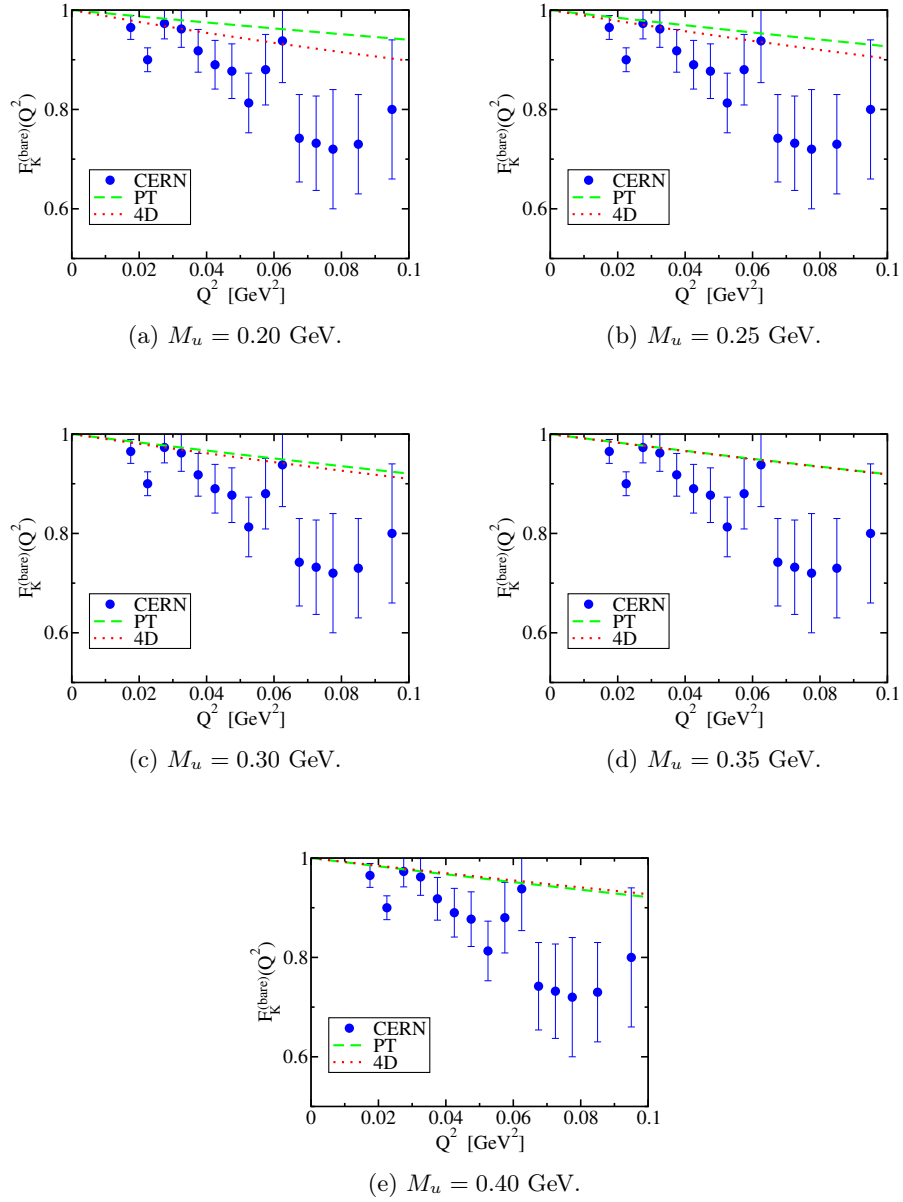 1
0.8
0.6
F_K^(bare)(Q^2)
CERN
PT
4D
0 0.02 0.04 0.06 0.08 0.1
Q^2 [GeV^2]
(a) M_u = 0.20 GeV.
1
0.8
0.6
F_K^(bare)(Q^2)
CERN
PT
4D
0 0.02 0.04 0.06 0.08 0.1
Q^2 [GeV^2]
(b) M_u = 0.25 GeV.
1
0.8
0.6
F_K^(bare)(Q^2)
CERN
PT
4D
0 0.02 0.04 0.06 0.08 0.1
Q^2 [GeV^2]
(c) M_u = 0.30 GeV.
1
0.8
0.6
F_K^(bare)(Q^2)
CERN
PT
4D
0 0.02 0.04 0.06 0.08 0.1
Q^2 [GeV^2]
(d) M_u = 0.35 GeV.
1
0.8
0.6
F_K^(bare)(Q^2)
CERN
PT
4D
0 0.02 0.04 0.06 0.08 0.1
Q^2 [GeV^2]
(e) M_u = 0.40 GeV.